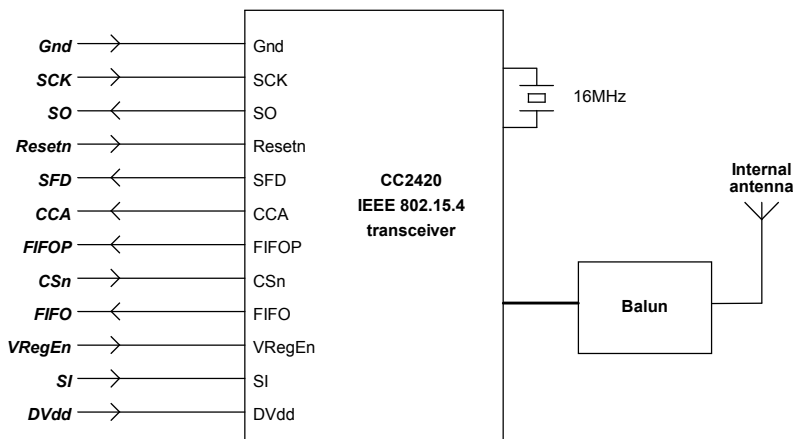 Gnd Gnd
SCK SCK
SO SO
Resetn Resetn
SFD SFD
CCA CCA
FIFOP FIFOP
CSn CSn
FIFO FIFO
VRegEn VRegEn
SI SI
DVdd DVdd
CC2420
IEEE 802.15.4
transceiver
16MHz
Internal
antenna
Balun